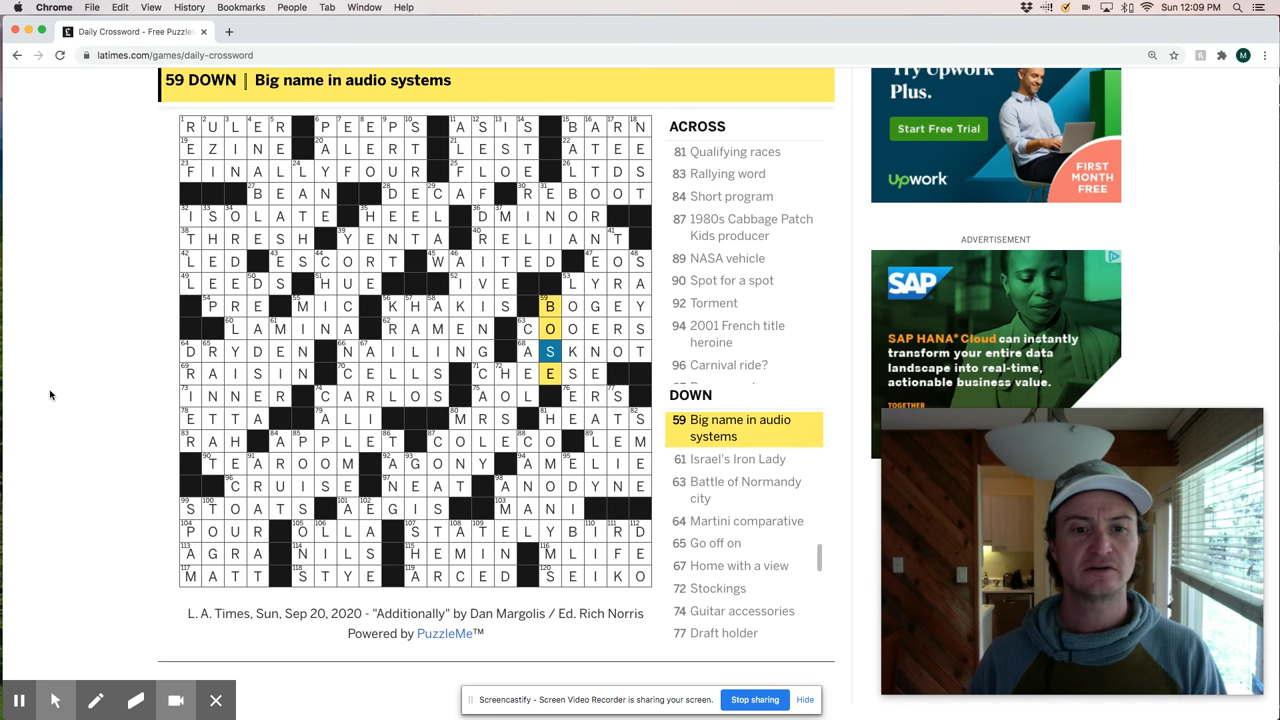 Chrome File Edit View History Bookmarks People Tab Window Help
Sun 12:09 PM
Daily Crossword - Free Puzzles
latimes.com/games/daily-crossword
M
59 DOWN | Big name in audio systems
R U L E R P E E P S A S I S B A R N
E Z I N E A L E R T L E S T A T E E
F I N A L L Y F O R F L O E L T D S
B E A N D E C A F R E B O O T
I S O L A T E H E E L D M I N O R
T H R E S H Y E N T A R E L I A N T
L E D E S C O R T W A I T E D E O S
L E E D S H U E I V E L Y R A
P R E M I C K H A K I S B O G E Y
L A M I N A R A M E N C O O E R S
D R Y D E N N A I L I N G A S K N O T
R A I S I N C E L L S C H E E S E
I N N E R C A R L O S A O L E R S
E T T A A L I M R S H E A T S
R A H A P P L E T C O L E C O L E M
T E A R O O M A G O N Y A M E L I E
C R U I S E N E A T A N O D Y N E
S T O A T S A E G I S M A N I
P O U R O L L A S T A T E L Y B I R D
A G R A N I L S H E M I N M L I F E
M A T T S T Y E A R C E D S E I K O
L. A. Times, Sun, Sep 20, 2020 - "Additionally" by Dan Margolis / Ed. Rich Norris
Powered by PuzzleMe™
ACROSS
81 Qualifying races
83 Rallying word
84 Short program
87 1980s Cabbage Patch
Kids producer
89 NASA vehicle
90 Spot for a spot
92 Torment
94 2001 French title
heroine
96 Carnival ride?
DOWN
59 Big name in audio
systems
61 Israel's Iron Lady
63 Battle of Normandy
city
64 Martini comparative
65 Go off on
67 Home with a view
72 Stockings
74 Guitar accessories
77 Draft holder
Try Upwork
Plus.
Start Free Trial
FIRST
MONTH
FREE
Upwork
ADVERTISEMENT
SAP
SAP HANA® Cloud can instantly
transform your entire data
landscape into real-time,
actionable business value.
TOGETHER
Screencastify - Screen Video Recorder is sharing your screen.
Stop sharing
Hide